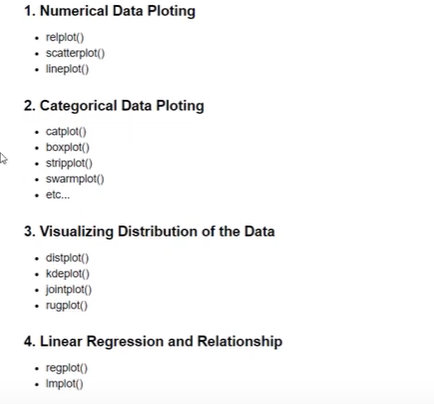 1. Numerical Data Ploting
• relplot()
• scatterplot()
• lineplot()
2. Categorical Data Ploting
• catplot()
• boxplot()
• stripplot()
• swarmplot()
• etc...
3. Visualizing Distribution of the Data
• distplot()
• kdeplot()
• jointplot()
• rugplot()
4. Linear Regression and Relationship
• regplot()
• lmplot()